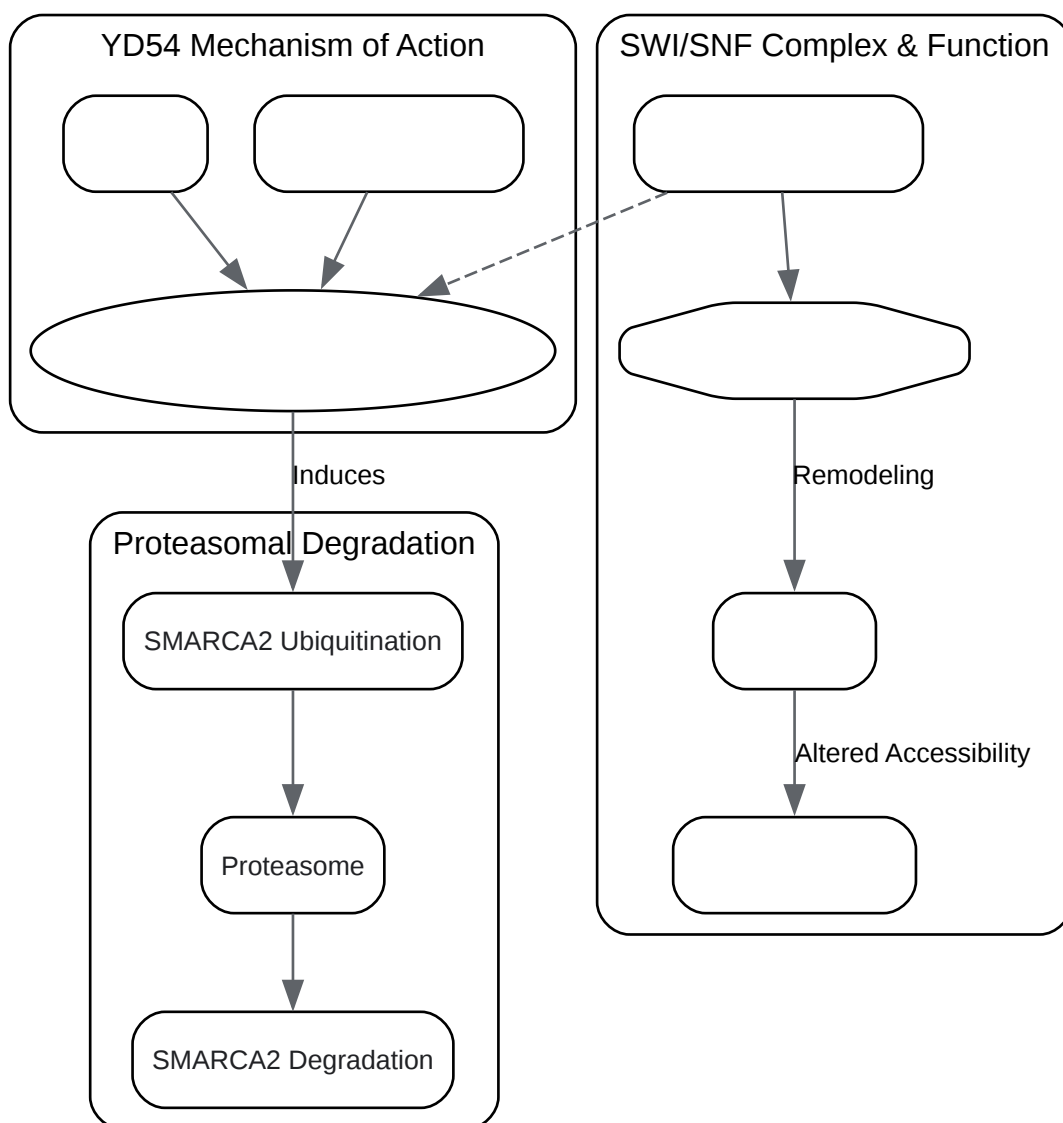 YD54 Mechanism of Action
SWI/SNF Complex & Function
Induces
Remodeling
Proteasomal Degradation
SMARCA2 Ubiquitination
Altered Accessibility
Proteasome
SMARCA2 Degradation